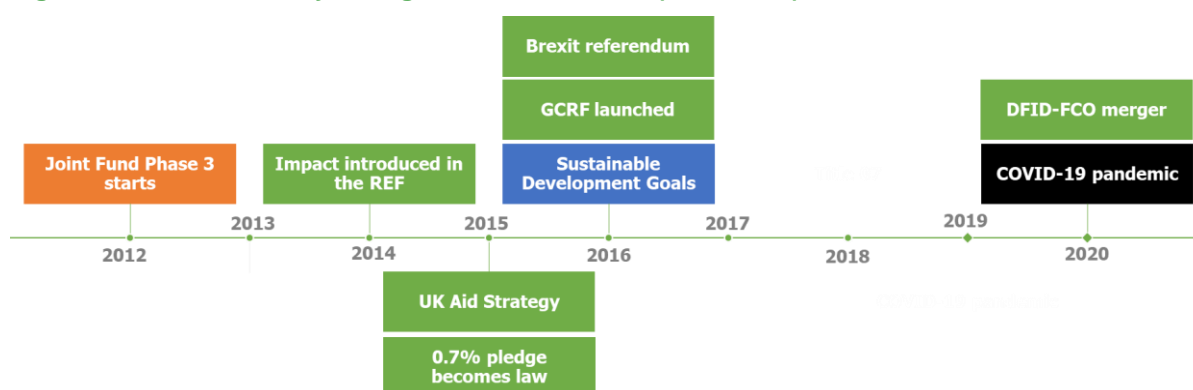 Brexit referendum
GCRF launched
DFID-FCO merger
Joint Fund Phase 3
starts
Impact introduced in
the REF
Sustainable
Development Goals
COVID-19 pandemic
2013
2015
2017
2019
2012
2014
2016
2018
2020
UK Aid Strategy
0.7% pledge
becomes law